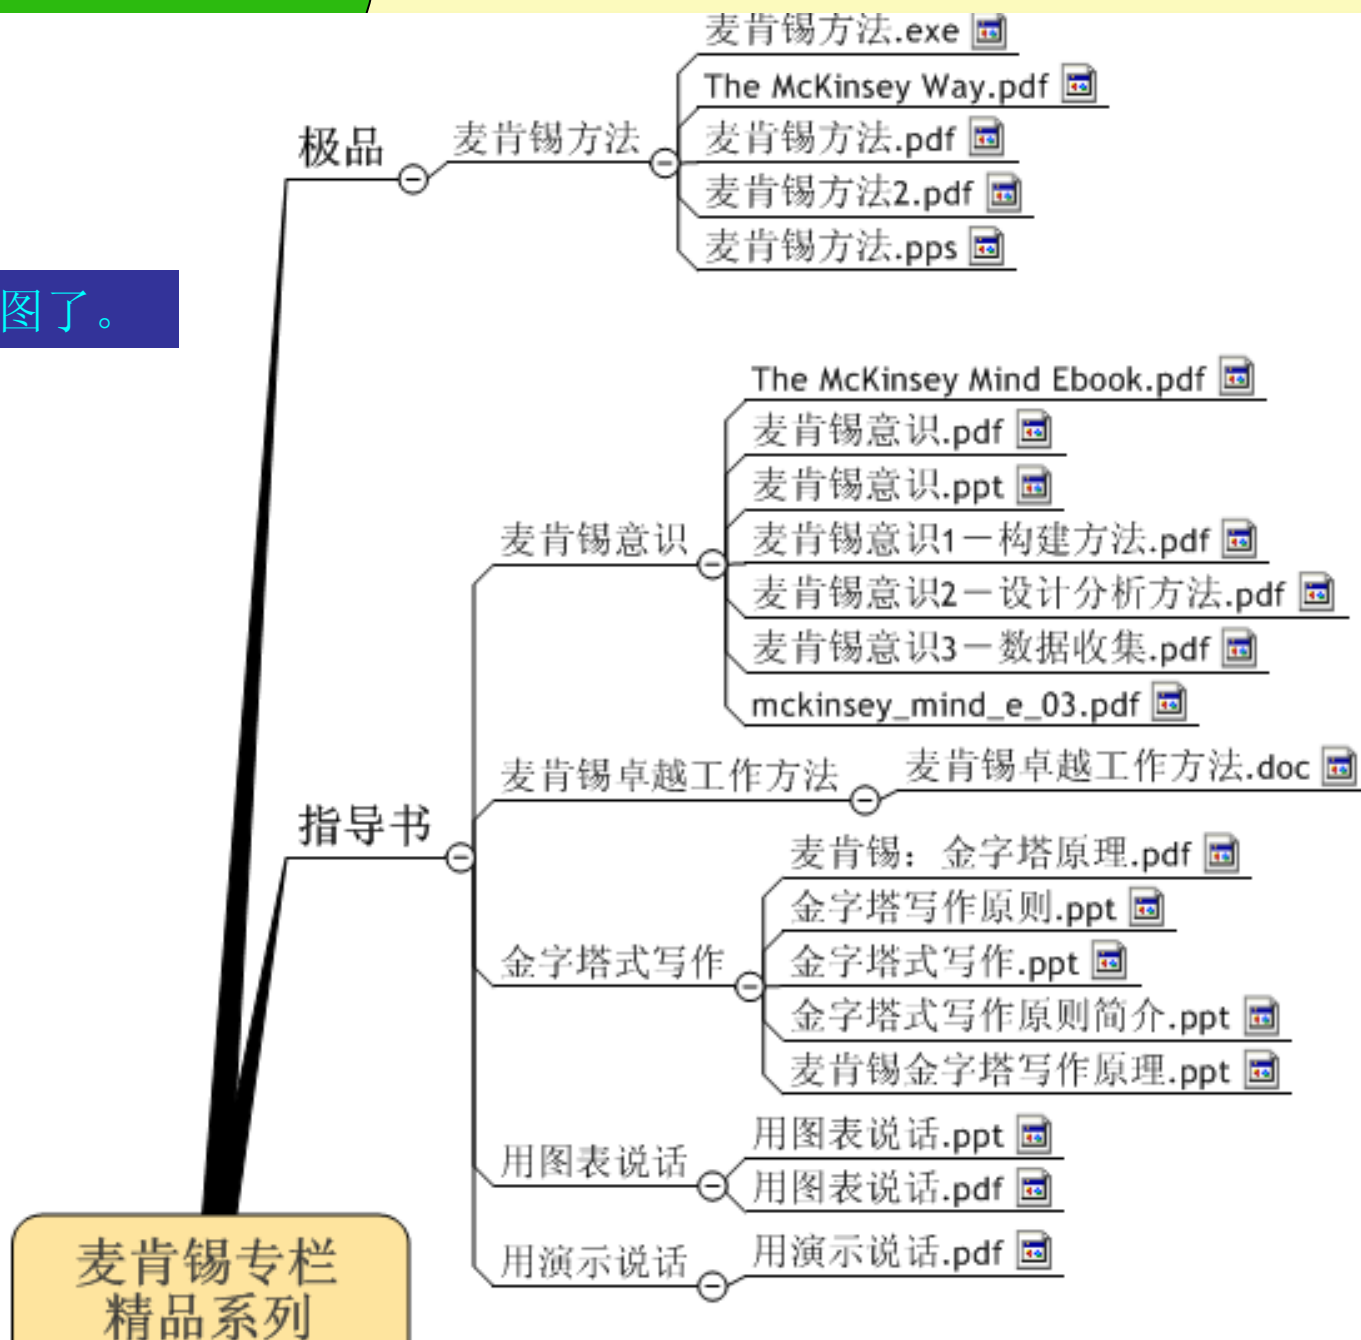 麦肯锡方法.exe
The McKinsey Way.pdf
极品
麦肯锡方法
麦肯锡方法.pdf
麦肯锡方法2.pdf
麦肯锡方法.pps
图了。
The McKinsey Mind Ebook.pdf
麦肯锡意识.pdf
麦肯锡意识.ppt
麦肯锡意识
麦肯锡意识1－构建方法.pdf
麦肯锡意识2－设计分析方法.pdf
麦肯锡意识3－数据收集.pdf
mckinsey_mind_e_03.pdf
麦肯锡卓越工作方法
麦肯锡卓越工作方法.doc
指导书
麦肯锡：金字塔原理.pdf
金字塔写作原则.ppt
金字塔式写作
金字塔式写作.ppt
金字塔式写作原则简介.ppt
麦肯锡金字塔写作原理.ppt
用图表说话
用图表说话.ppt
用图表说话.pdf
用演示说话
用演示说话.pdf
麦肯锡专栏
精品系列